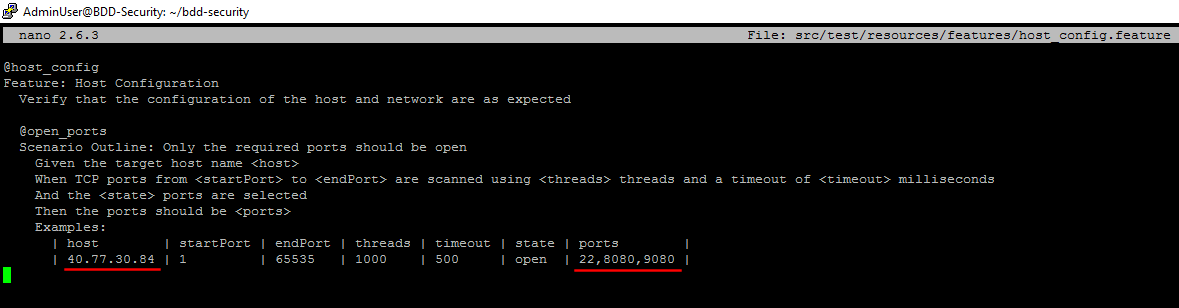 AdminUser@BDD-Security: ~/bdd-security
nano 2.6.3 File: src/test/resources/features/host_config.feature
@host_config
Feature: Host Configuration
Verify that the configuration of the host and network are as expected
@open_ports
Scenario Outline: Only the required ports should be open
Given the target host name <host>
When TCP ports from <startPort> to <endPort> are scanned using <threads> threads and a timeout of <timeout> milliseconds
And the <state> ports are selected
Then the ports should be <ports>
Examples:
| host | startPort | endPort | threads | timeout | state | ports |
| 40.77.30.84 | 1 | 65535 | 1000 | 500 | open | 22,8080,9080 |